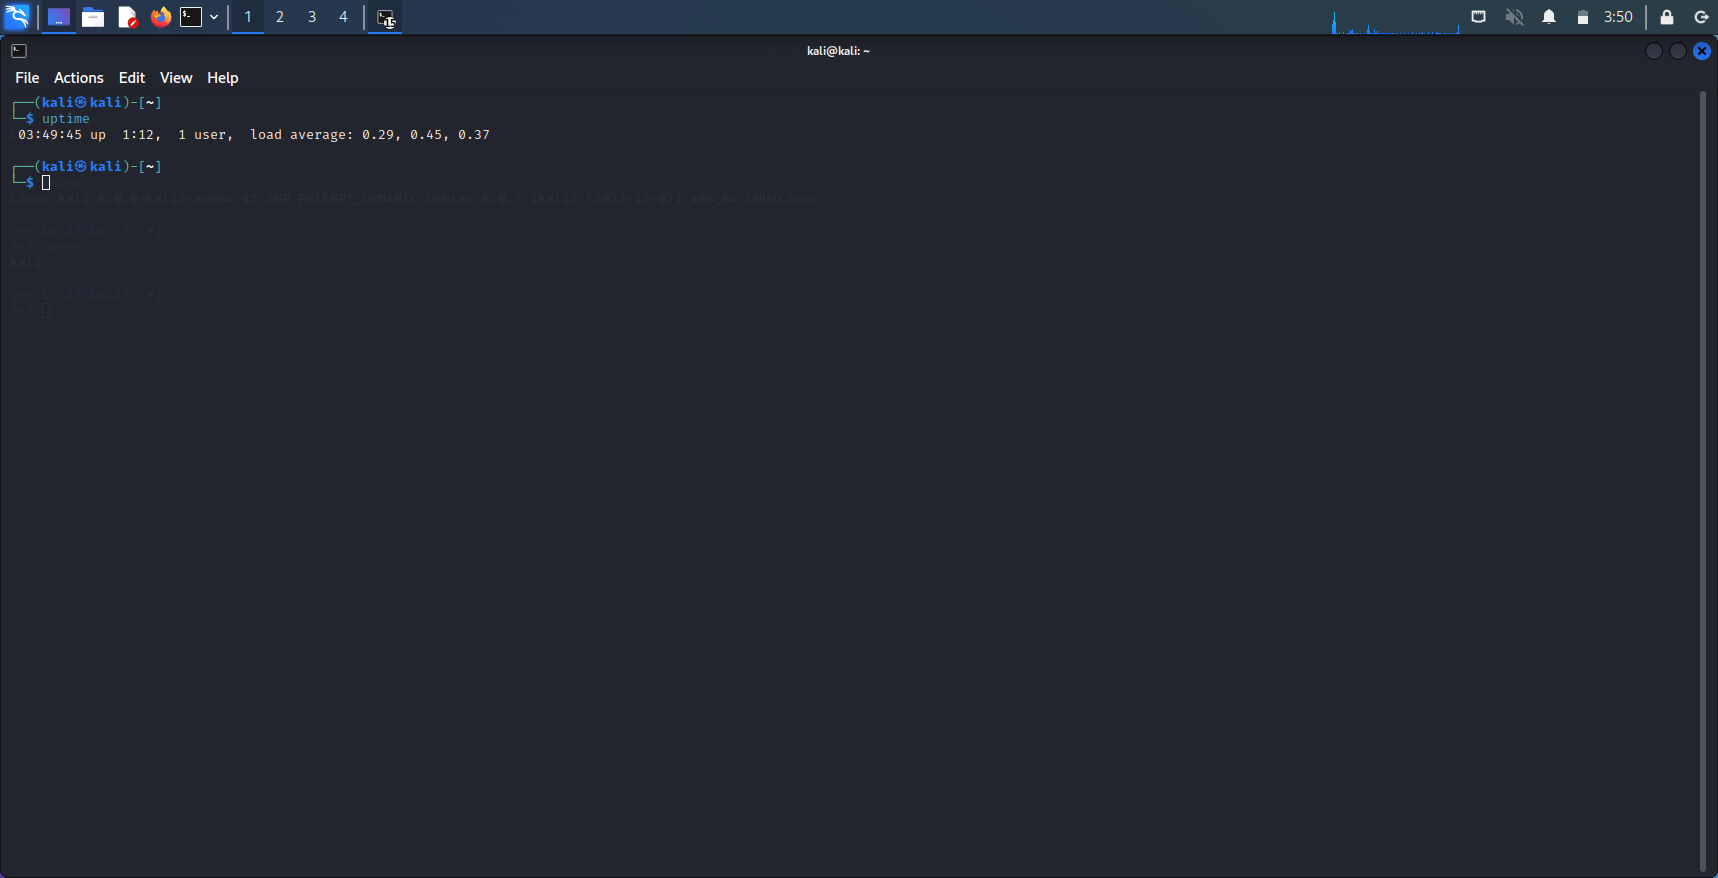 1 2 3 4 15 3:50
kali@kali: ~
File Actions Edit View Help
┌──(kali㉿kali)-[~]
└─$ uptime
03:49:45 up  1:12,  1 user,  load average: 0.29, 0.45, 0.37
┌──(kali㉿kali)-[~]
└─$
Linux kali 6.0.0-kali3-amd64 #1 SMP PREEMPT_DYNAMIC Debian 6.0.7-1kali1 (2022-11-07) x86_64 GNU/Linux
┌──(kali㉿kali)-[~]
└─$ users
kali
┌──(kali㉿kali)-[~]
└─$